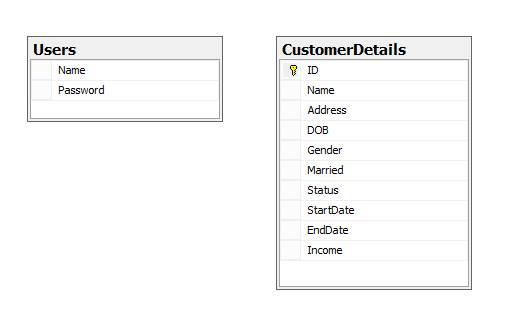 Users
Name
Password
CustomerDetails
ID
Name
Address
DOB
Gender
Married
Status
StartDate
EndDate
Income